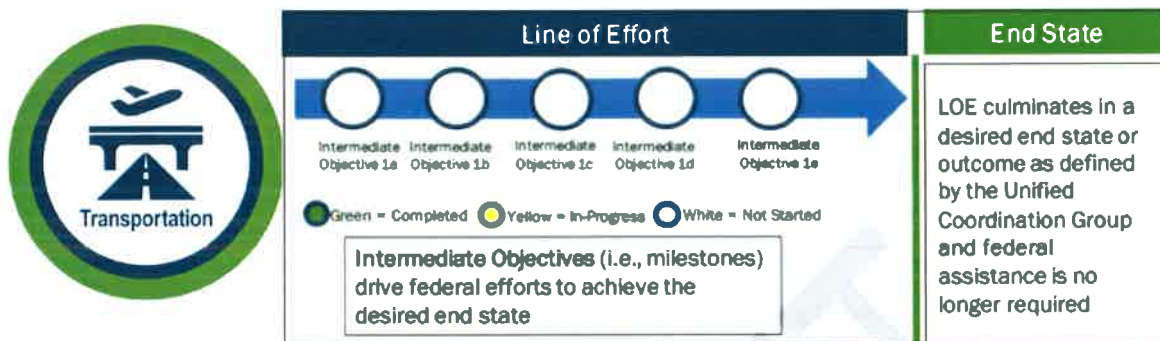 Line of Effort
End State
Transportation
Intermediate Objective 1a
Intermediate Objective 1b
Intermediate Objective 1c
Intermediate Objective 1d
Intermediate Objective 1e
Green = Completed
Yellow = In-Progress
White = Not Started
Intermediate Objectives (i.e., milestones)
drive federal efforts to achieve the
desired end state
LOE culminates in a
desired end state or
outcome as defined
by the Unified
Coordination Group
and federal
assistance is no
longer required